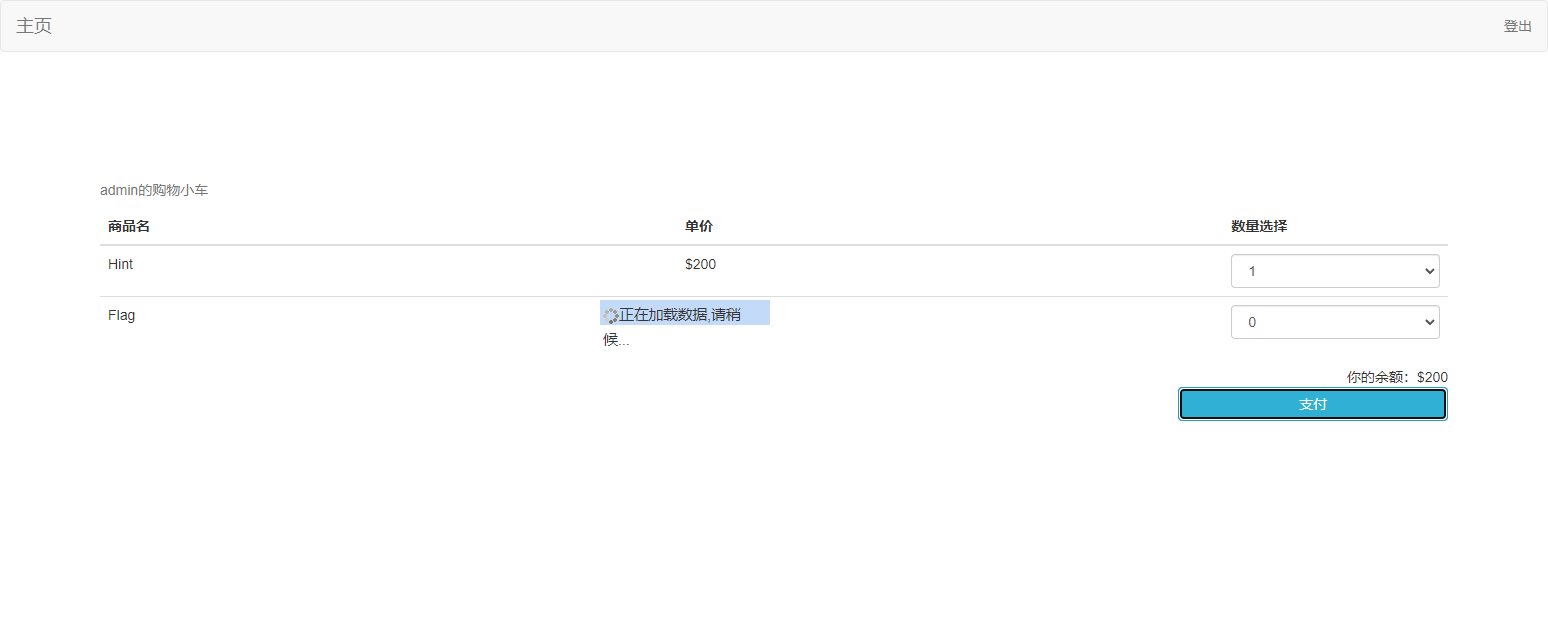 主页
登出
admin的购物小车
商品名 单价 数量选择
Hint $200 1
Flag 正在加载数据,请稍 0
候...
你的余额：$200
支付